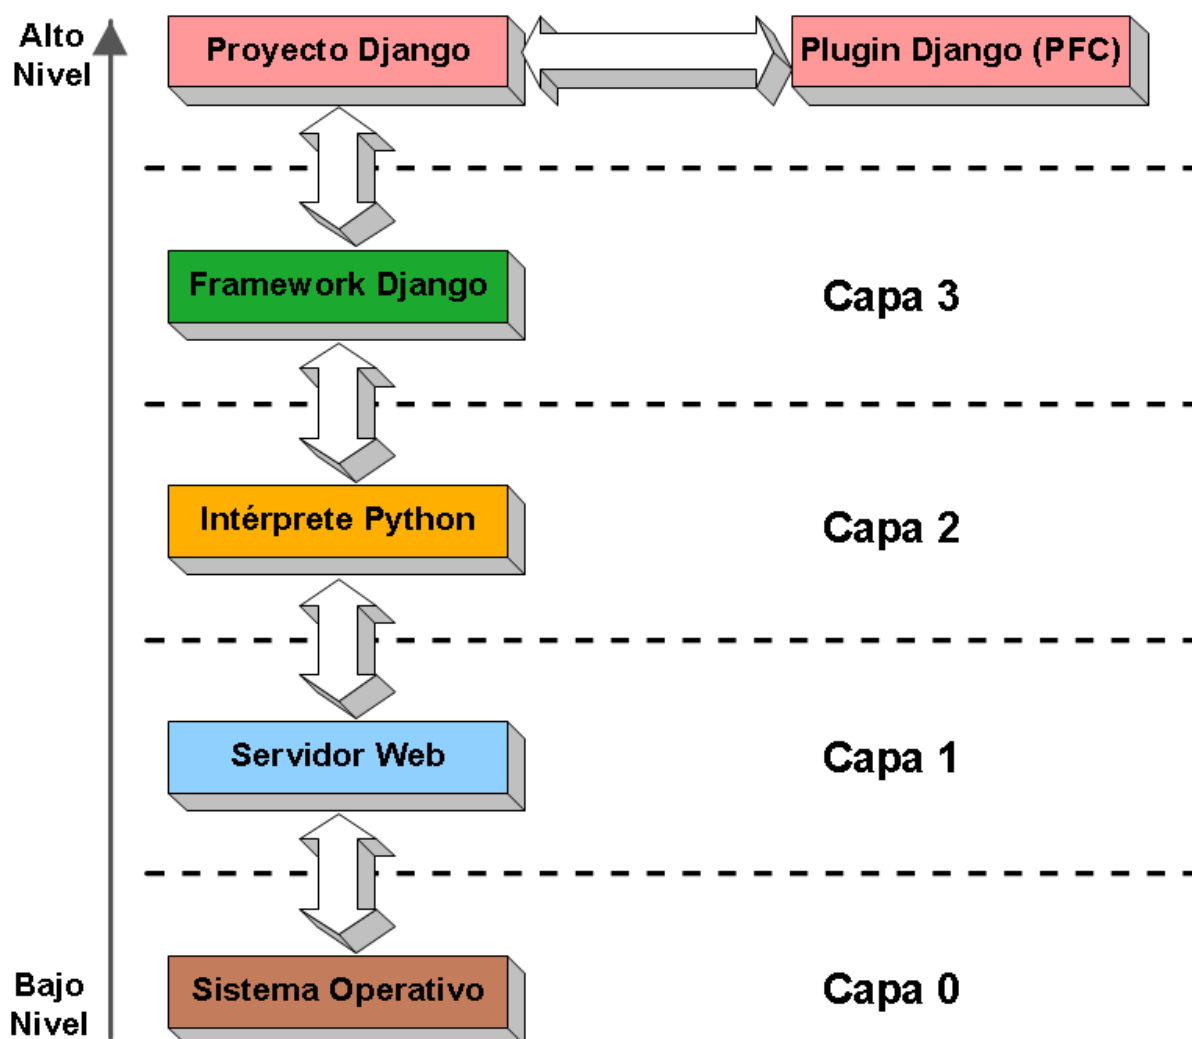 Alto
Nivel
Proyecto Django
Plugin Django (PFC)
Framework Django
Capa 3
Intérprete Python
Capa 2
Servidor Web
Capa 1
Bajo
Nivel
Sistema Operativo
Capa 0